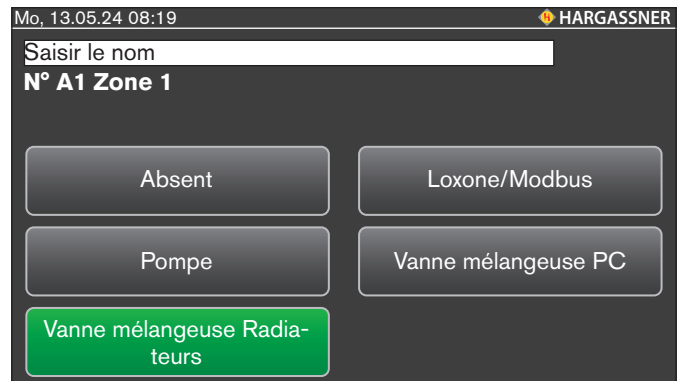 Mo, 13.05.24 08:19 HARGASSNER
Saisir le nom
N° A1 Zone 1
Absent Loxone/Modbus
Pompe Vanne mélangeuse PC
Vanne mélangeuse Radia-
teurs